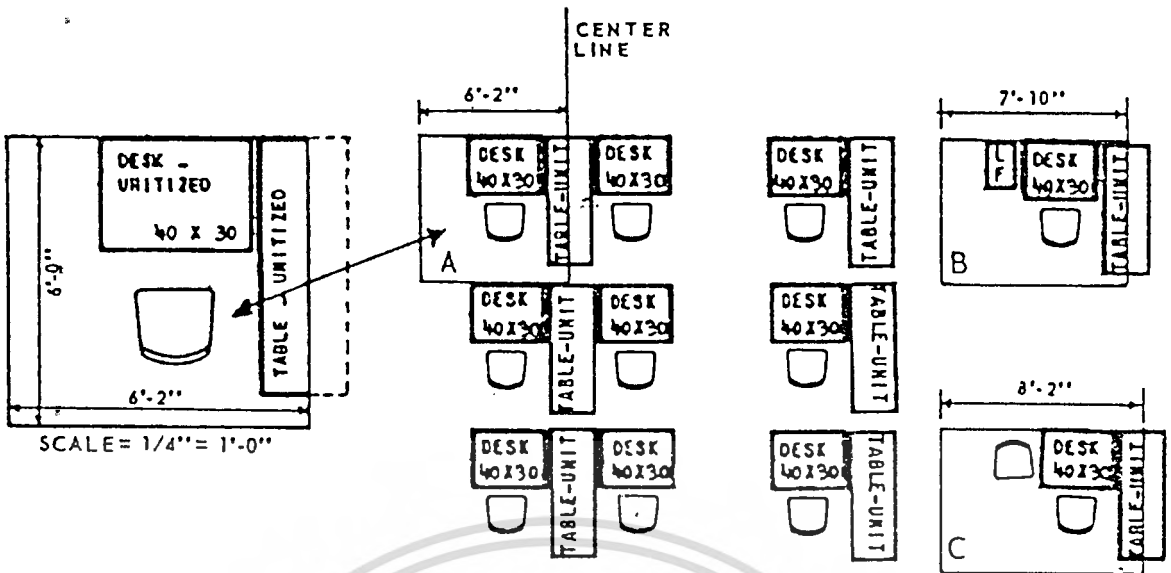 CENTER
LINE
6'-2"
7'-10"
DESK -
UNITIZED
40 X 30
TABLE - UNITIZED
6'-0"
6'-2"
SCALE = 1/4" = 1'-0"
DESK
40X30
TABLE-UNIT
DESK
40X30
A
DESK
40X30
TABLE-UNIT
LF
DESK
40X30
TABLE-UNIT
B
DESK
40X30
TABLE-UNIT
DESK
40X30
DESK
40X30
TABLE-UNIT
8'-2"
DESK
40X30
TABLE-UNIT
DESK
40X30
DESK
40X30
TABLE-UNIT
DESK
40X30
TABLE-UNIT
C